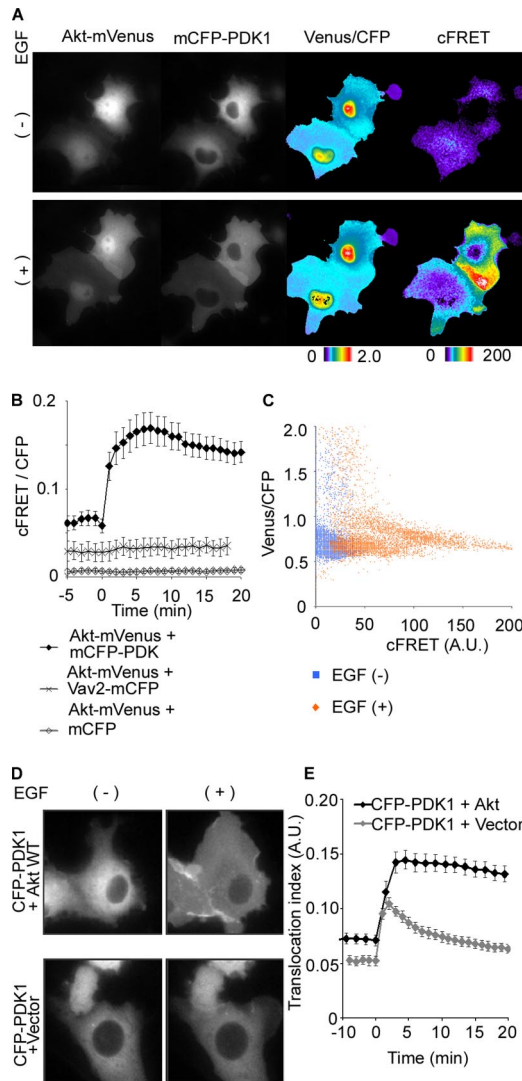 A
EGF
Akt-mVenus mCFP-PDK1 Venus/CFP cFRET
( - )
( + )
0 2.0 0 200
B
cFRET / CFP
0.2
0.1
0
-5 0 5 10 15 20
Time (min)
Akt-mVenus +
mCFP-PDK
Akt-mVenus +
Vav2-mCFP
Akt-mVenus +
mCFP
C
Venus/CFP
2.0
1.5
1.0
0.5
0 50 100 150 200
cFRET (A.U.)
EGF (-)
EGF (+)
D
EGF ( - ) ( + )
CFP-PDK1
+ Akt WT
CFP-PDK1
+Vector
E
Translocation index (A.U.)
0.20
0.15
0.10
0.05
0.00
CFP-PDK1 + Akt
CFP-PDK1 + Vector
-10 0 5 10 15 20
Time (min)